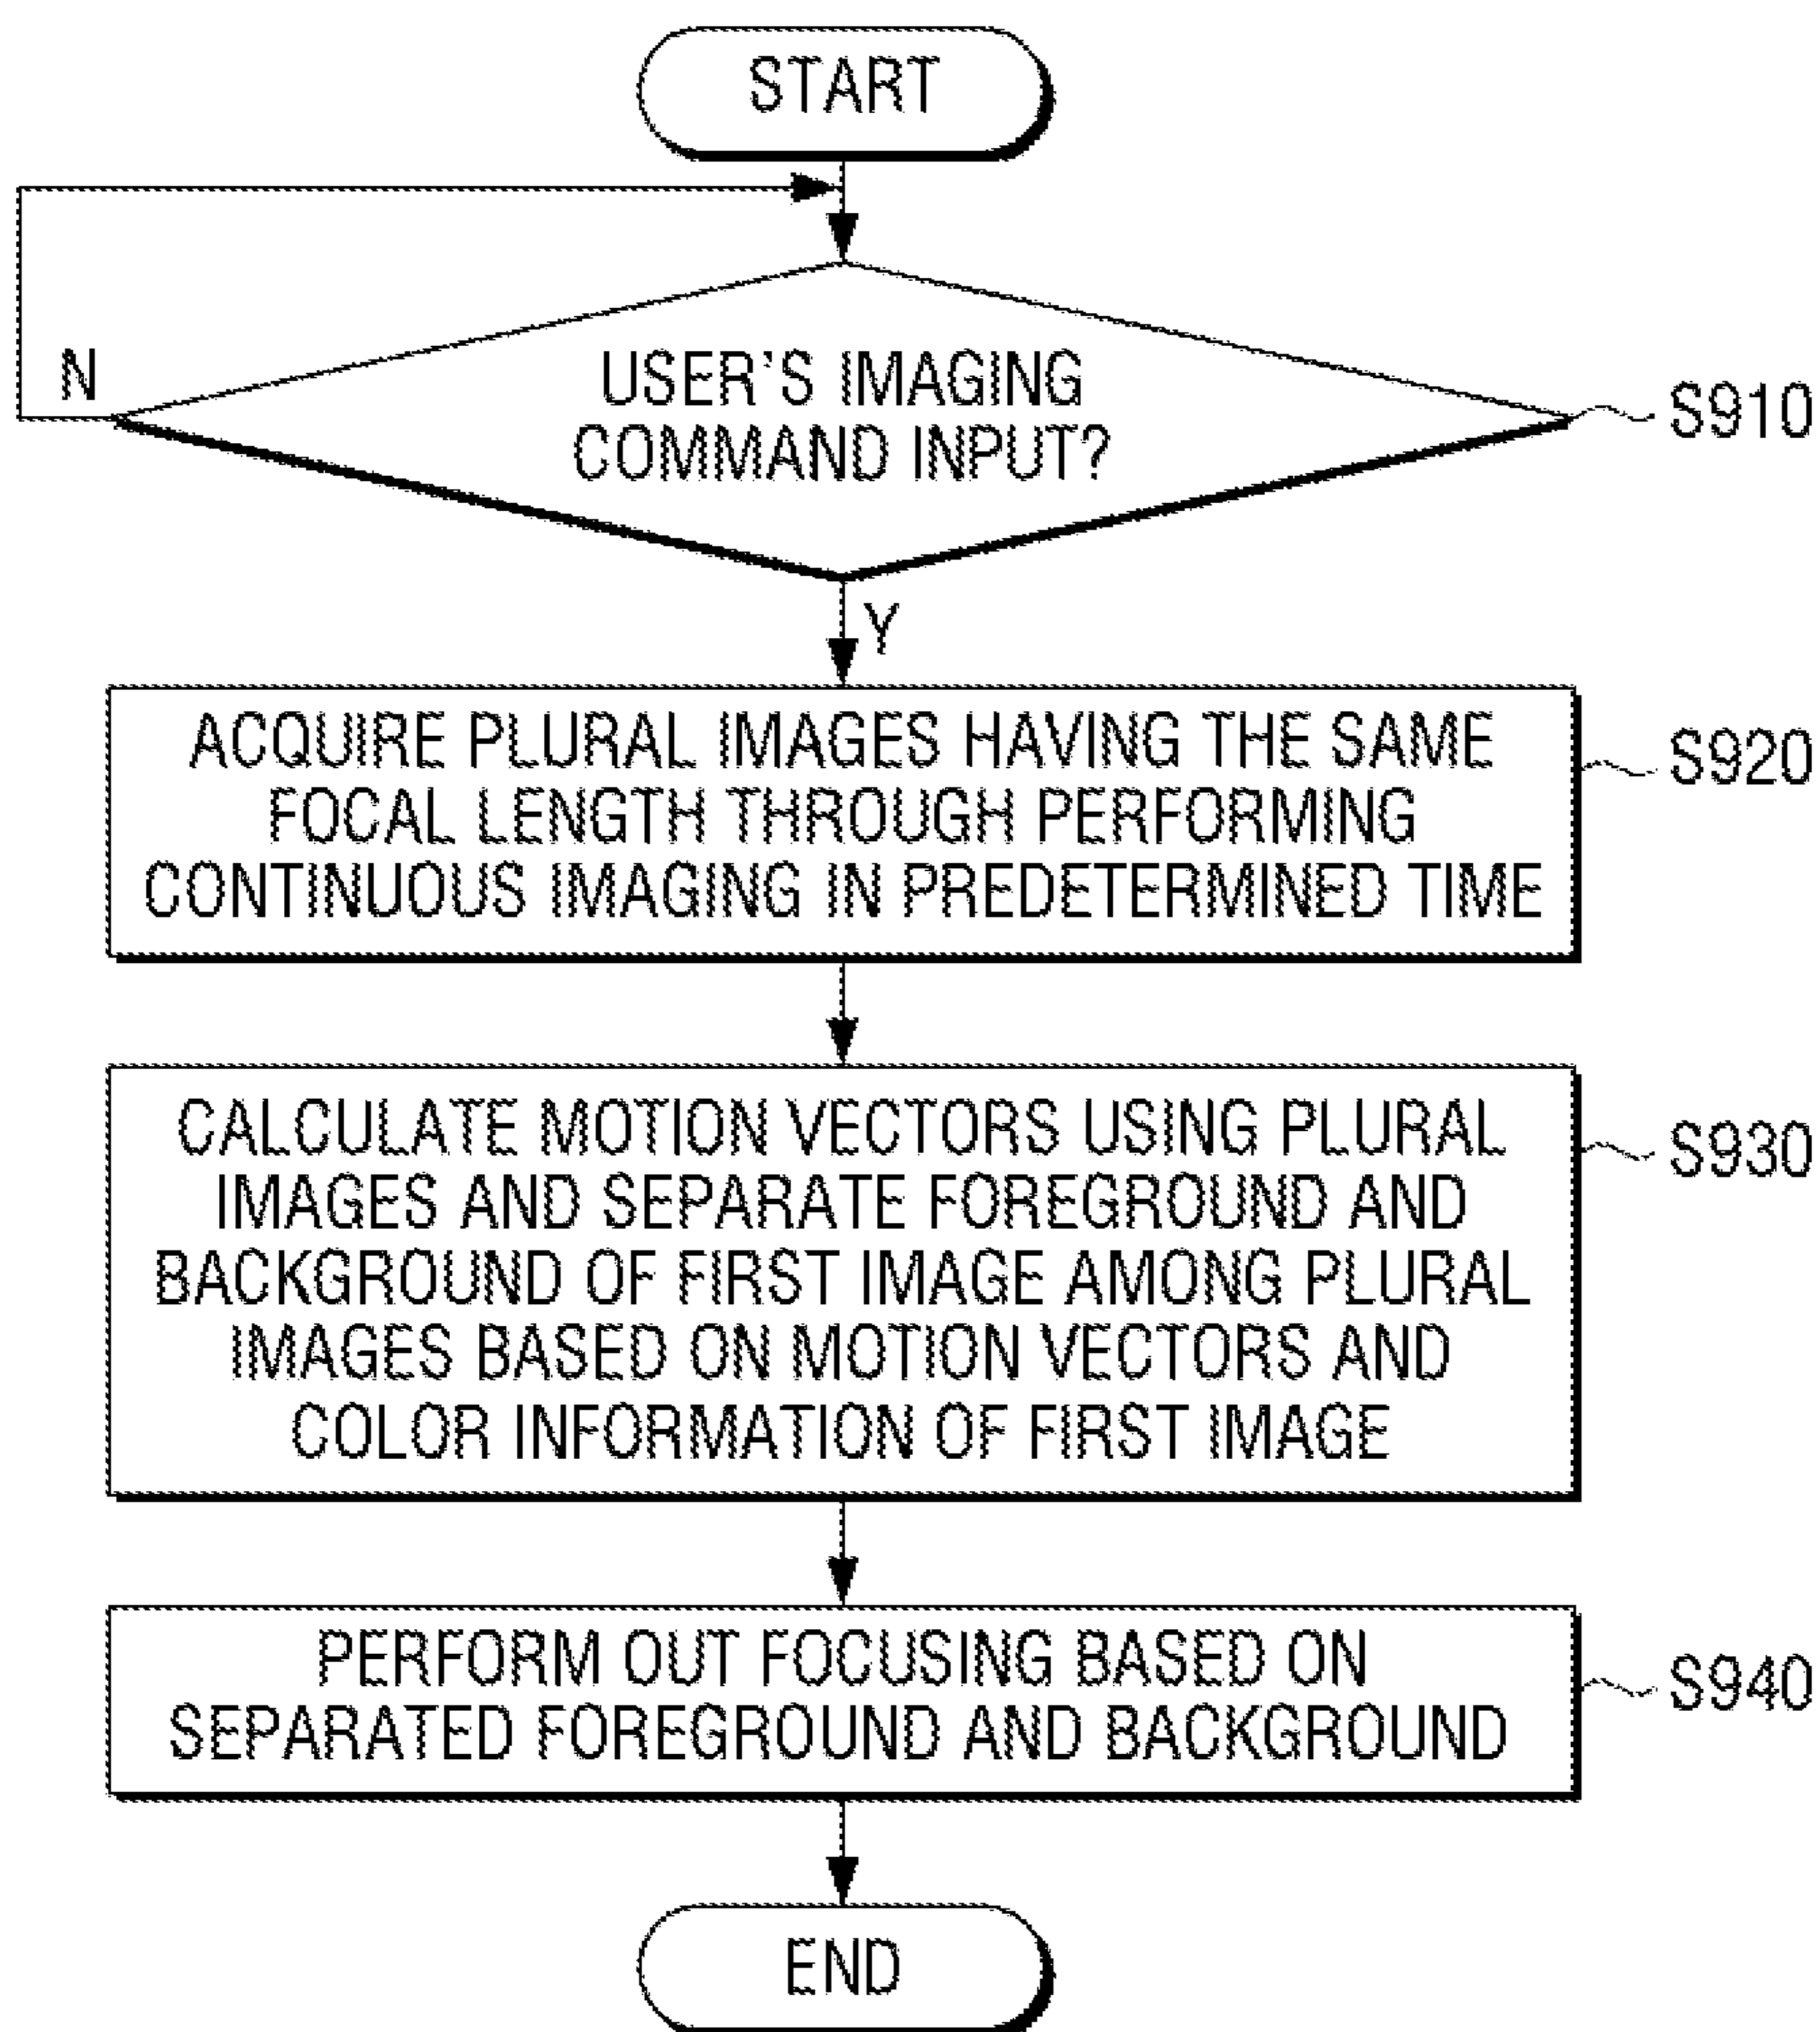 START
N
USER'S IMAGING
COMMAND INPUT?
S910
Y
ACQUIRE PLURAL IMAGES HAVING THE SAME
FOCAL LENGTH THROUGH PERFORMING
CONTINUOUS IMAGING IN PREDETERMINED TIME
S920
CALCULATE MOTION VECTORS USING PLURAL
IMAGES AND SEPARATE FOREGROUND AND
BACKGROUND OF FIRST IMAGE AMONG PLURAL
IMAGES BASED ON MOTION VECTORS AND
COLOR INFORMATION OF FIRST IMAGE
S930
PERFORM OUT FOCUSING BASED ON
SEPARATED FOREGROUND AND BACKGROUND
S940
END